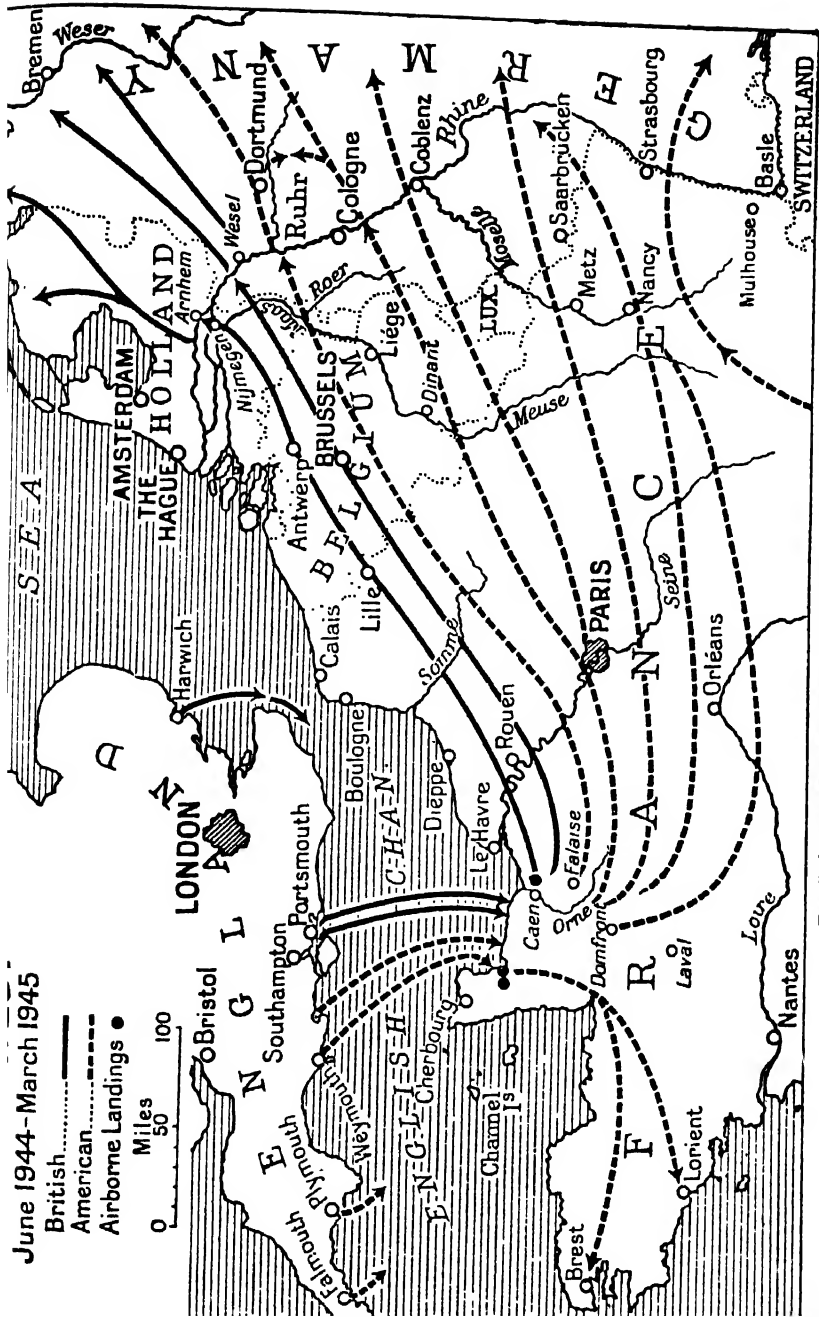 June 1944–March 1945
British
American
Airborne Landings
Miles
0 50 100
SEA
ENGLAND
Bristol
LONDON
Harwich
Southampton
Portsmouth
Weymouth
Plymouth
Falmouth
ENGLISH CHAN.
Channel Is
Cherbourg
Calais
Boulogne
Dieppe
Le Havre
Rouen
Caen
Falaise
Orne
Domfront
Laval
Brest
Lorient
Nantes
Loire
Orléans
PARIS
Seine
Somme
FRANCE
Lille
BELGIUM
Antwerp
BRUSSELS
Dinant
Liége
Meuse
Maas
Roer
LUX
HOLLAND
AMSTERDAM
THE HAGUE
Arnhem
Nijmegen
Wesel
Bremen
Weser
Dortmund
Ruhr
Cologne
Coblenz
Rhine
Moselle
Saarbrücken
Metz
Nancy
Strasbourg
Mulhouse
Basle
SWITZERLAND
GERMANY